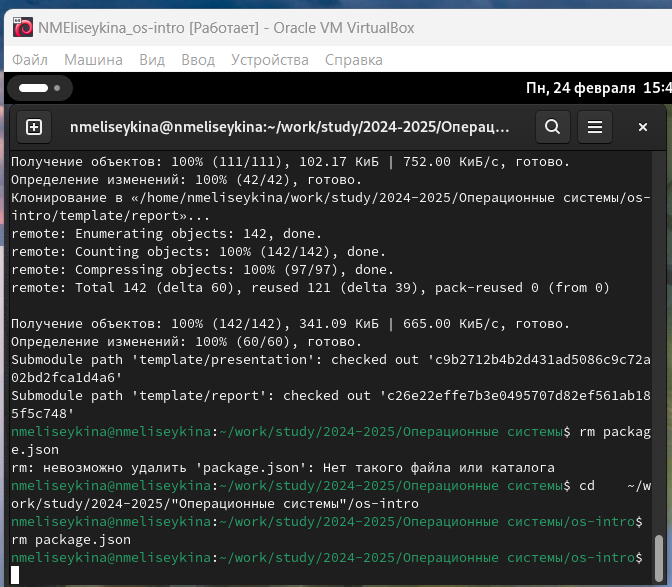 NMEliseykina_os-intro [Работает] - Oracle VM VirtualBox
Файл Машина Вид Ввод Устройства Справка
Пн, 24 февраля 15:4
nmeliseykina@nmeliseykina:~/work/study/2024-2025/Операц...
Получение объектов: 100% (111/111), 102.17 КиБ | 752.00 КиБ/с, готово.
Определение изменений: 100% (42/42), готово.
Клонирование в «/home/nmeliseykina/work/study/2024-2025/Операционные системы/os-
intro/template/report»...
remote: Enumerating objects: 142, done.
remote: Counting objects: 100% (142/142), done.
remote: Compressing objects: 100% (97/97), done.
remote: Total 142 (delta 60), reused 121 (delta 39), pack-reused 0 (from 0)
Получение объектов: 100% (142/142), 341.09 КиБ | 665.00 КиБ/с, готово.
Определение изменений: 100% (60/60), готово.
Submodule path 'template/presentation': checked out 'c9b2712b4b2d431ad5086c9c72a
02bd2fca1d4a6'
Submodule path 'template/report': checked out 'c26e22effe7b3e0495707d82ef561ab18
5f5c748'
nmeliseykina@nmeliseykina:~/work/study/2024-2025/Операционные системы$ rm packag
e.json
rm: невозможно удалить 'package.json': Нет такого файла или каталога
nmeliseykina@nmeliseykina:~/work/study/2024-2025/Операционные системы$ cd    ~/w
ork/study/2024-2025/"Операционные системы"/os-intro
nmeliseykina@nmeliseykina:~/work/study/2024-2025/Операционные системы/os-intro$
rm package.json
nmeliseykina@nmeliseykina:~/work/study/2024-2025/Операционные системы/os-intro$